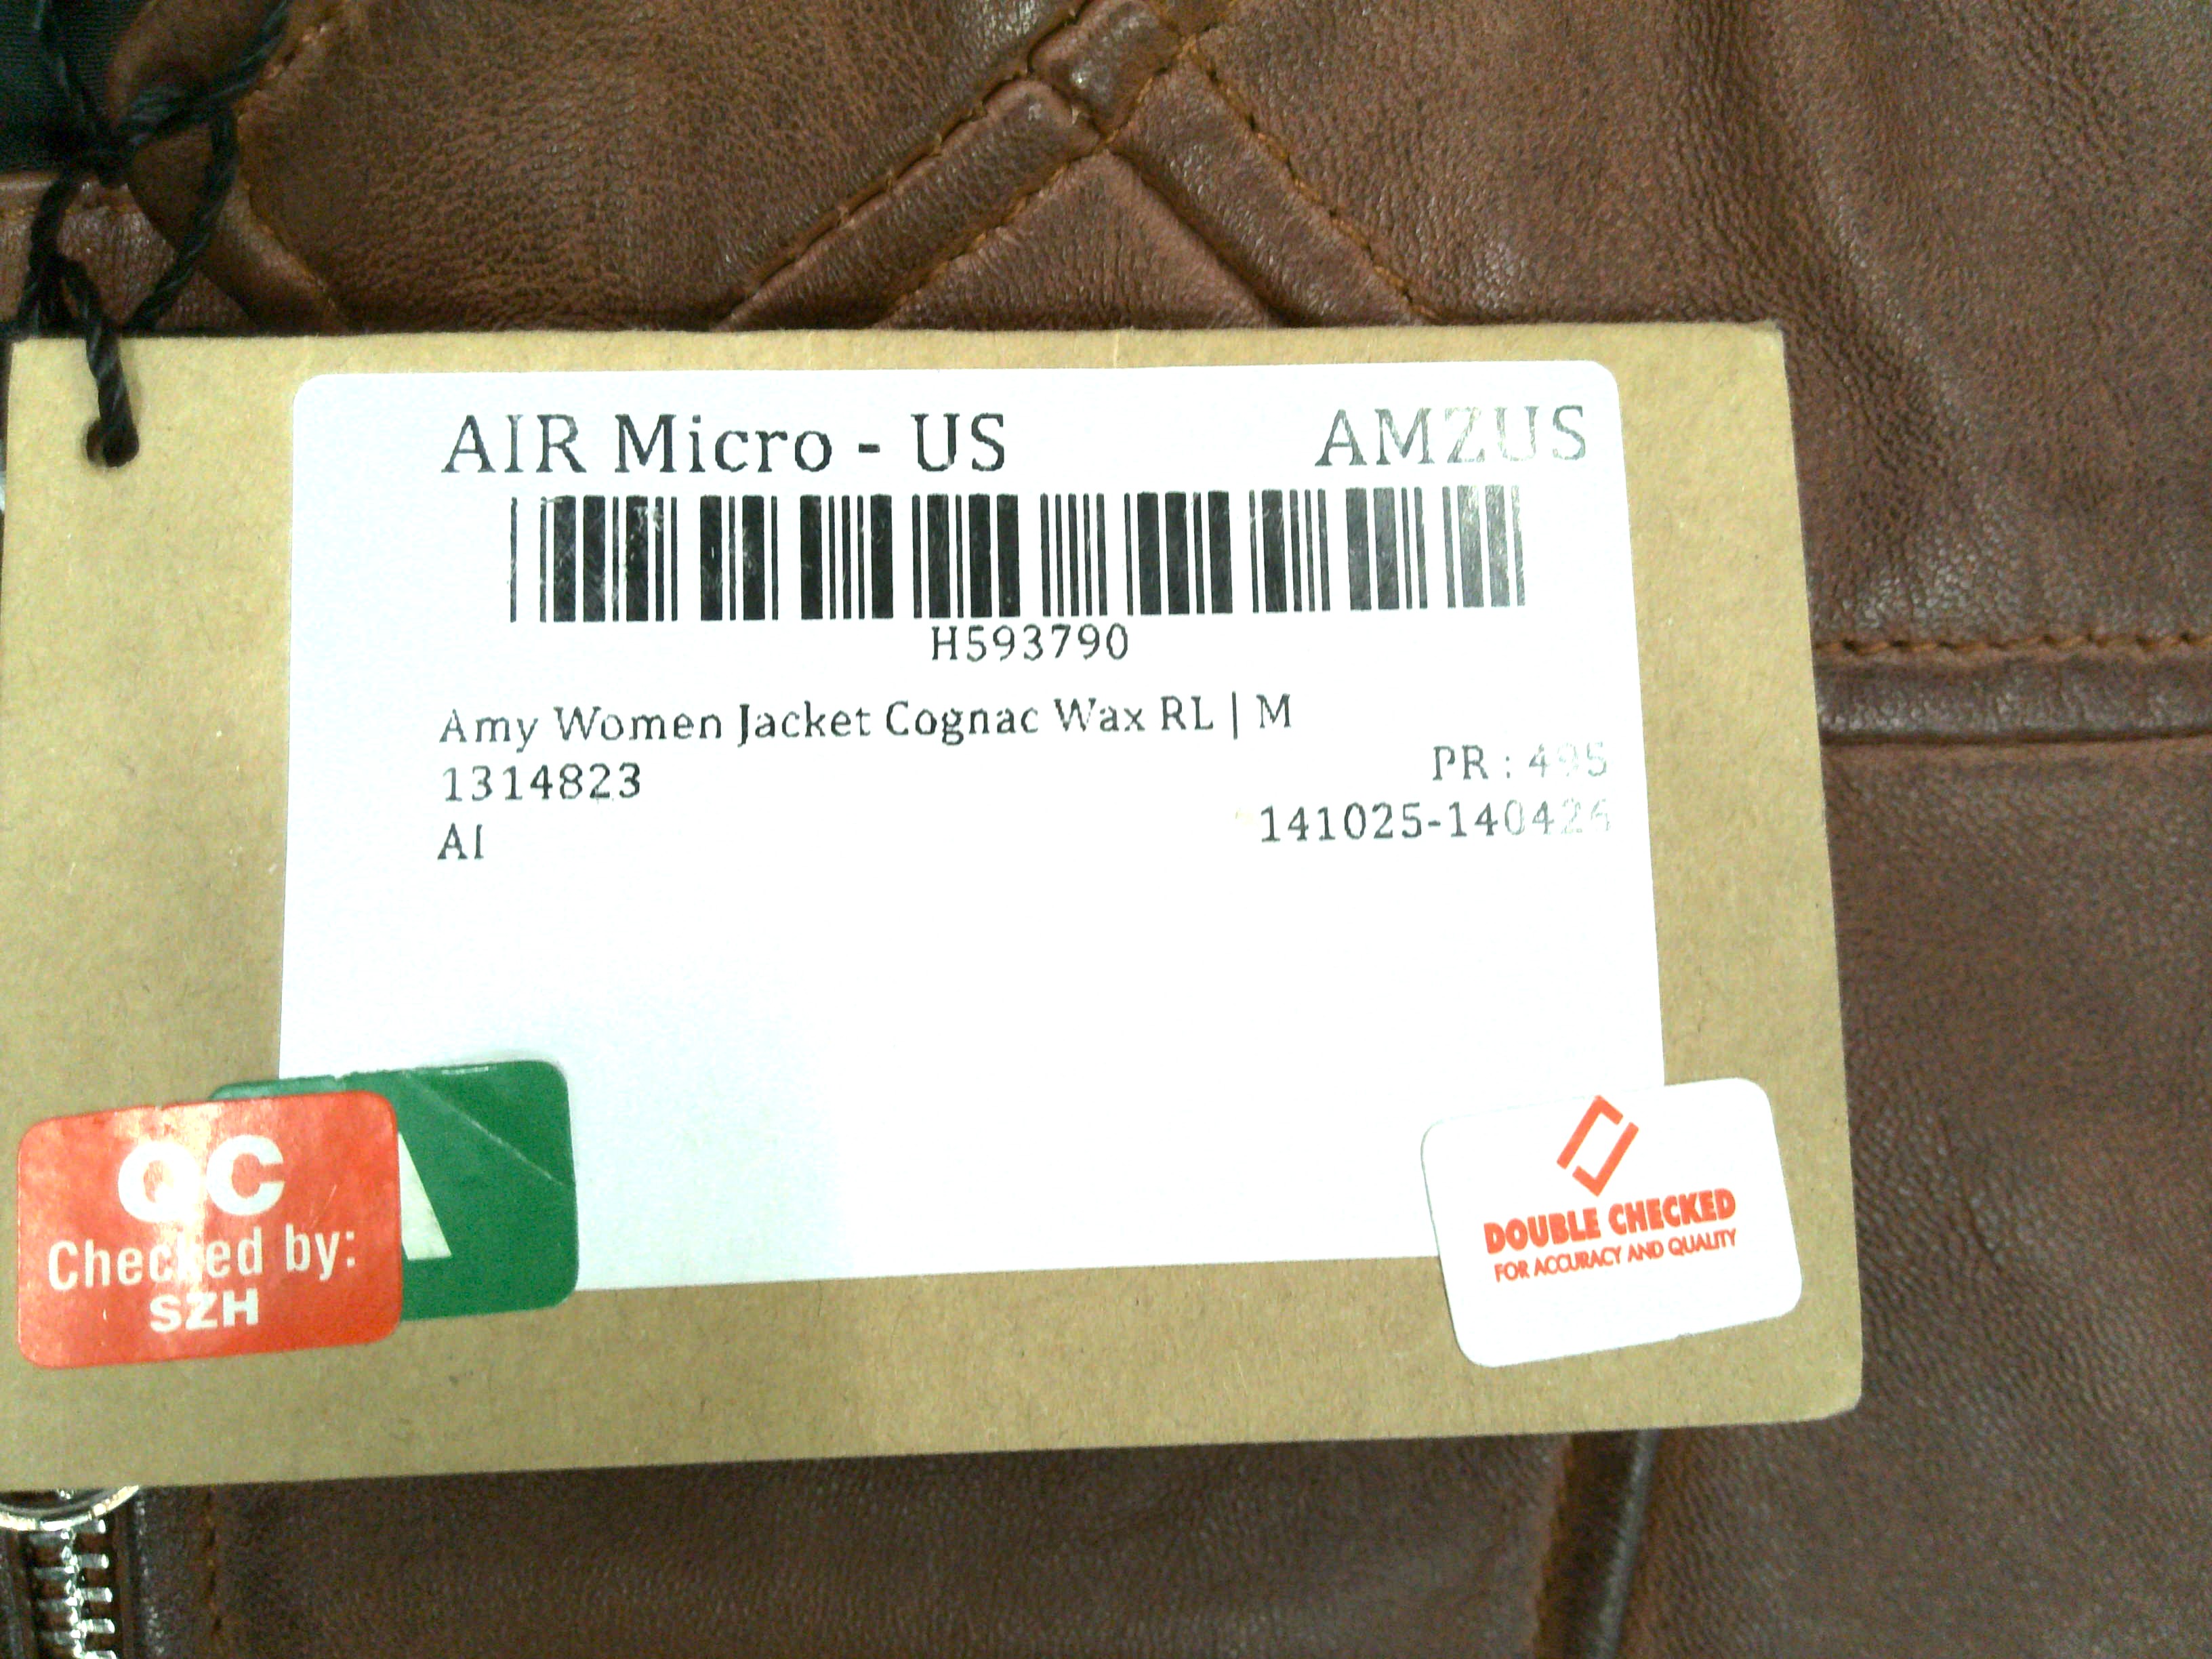 AIR Micro - US AMZUS
H593790
Amy Women Jacket Cognac Wax RL | M
1314823 PR : 495
AI 141025-140426
QC
Checked by:
SZH
A
DOUBLE CHECKED
FOR ACCURACY AND QUALITY